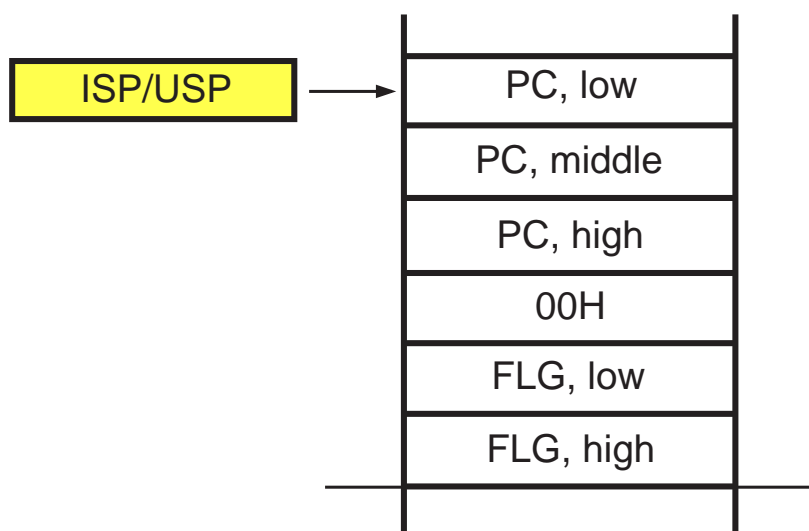 ISP/USP
PC, low
PC, middle
PC, high
00H
FLG, low
FLG, high